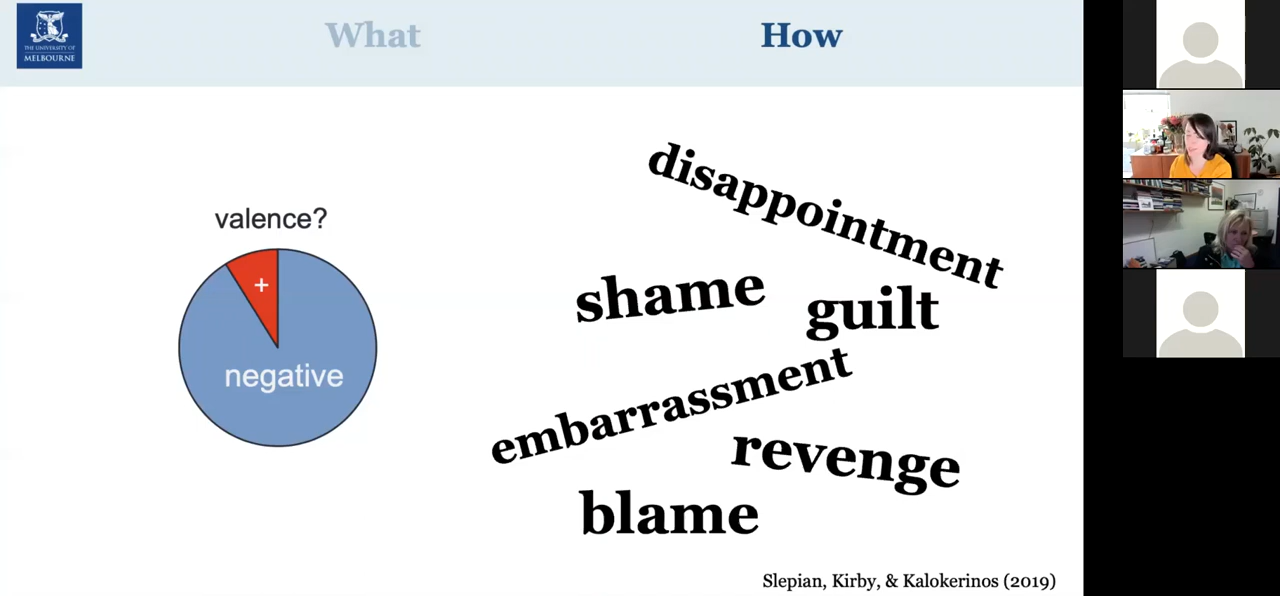 THE UNIVERSITY OF
MELBOURNE
What
How
valence?
+
negative
disappointment
shame
guilt
embarrassment
revenge
blame
Slepian, Kirby, & Kalokerinos (2019)